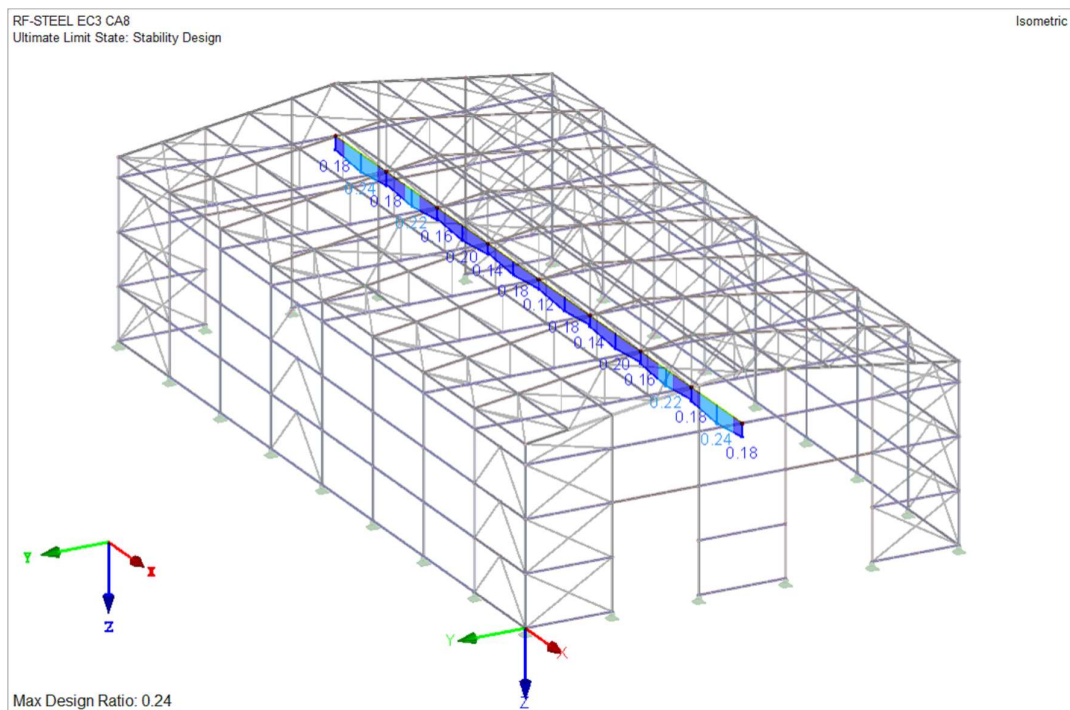 RF-STEEL EC3 CA8
Isometric
Ultimate Limit State: Stability Design
0.18
0.24
0.18
0.22
0.16
0.20
0.14
0.18
0.12
0.18
0.14
0.20
0.16
0.22
0.18
0.24
0.18
Y
X
Z
Y
X
Z
Max Design Ratio: 0.24